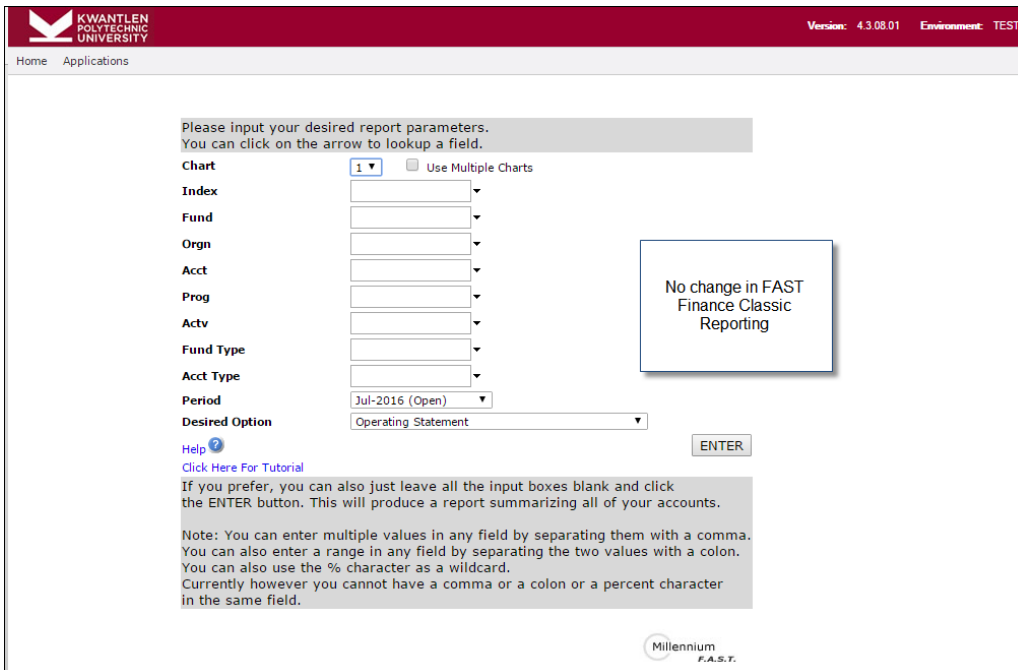 KWANTLEN
POLYTECHNIC
UNIVERSITY
Version: 4.3.08.01 Environment: TEST
Home Applications
Please input your desired report parameters.
You can click on the arrow to lookup a field.
Chart 1 Use Multiple Charts
Index
Fund
Orgn
Acct
Prog
Actv
Fund Type
Acct Type
Period Jul-2016 (Open)
Desired Option Operating Statement
No change in FAST
Finance Classic
Reporting
Help ?
ENTER
Click Here For Tutorial
If you prefer, you can also just leave all the input boxes blank and click
the ENTER button. This will produce a report summarizing all of your accounts.
Note: You can enter multiple values in any field by separating them with a comma.
You can also enter a range in any field by separating the two values with a colon.
You can also use the % character as a wildcard.
Currently however you cannot have a comma or a colon or a percent character
in the same field.
Millennium
F.A.S.T.